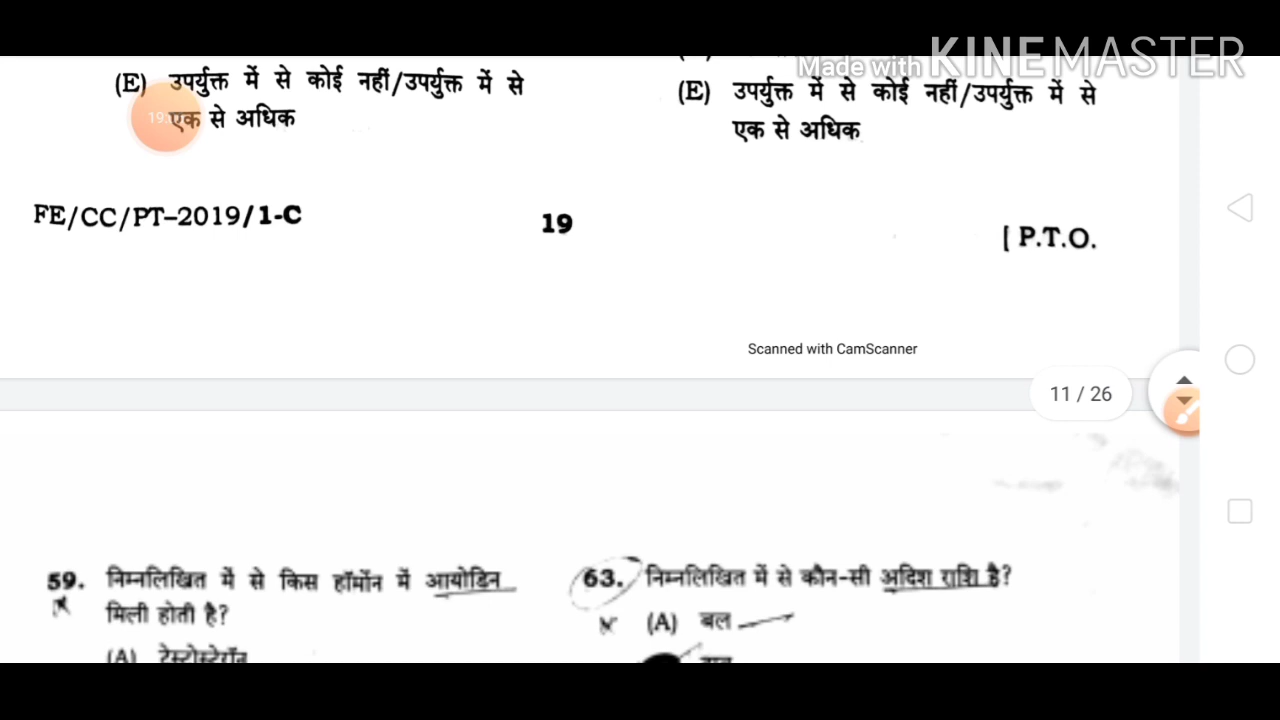 Made with KINEMASTER
(E) उपर्युक्त में से कोई नहीं/उपर्युक्त में से
एक से अधिक
19:
(E) उपर्युक्त में से कोई नहीं/उपर्युक्त में से
एक से अधिक
FE/CC/PT–2019/1-C
19
[ P.T.O.
Scanned with CamScanner
11 / 26
59. निम्नलिखित में से किस हॉर्मोन में आयोडिन
मिली होती है?
(A) टेस्टोस्टेरॉन
63. निम्नलिखित में से कौन-सी अदिश राशि है?
(A) बल